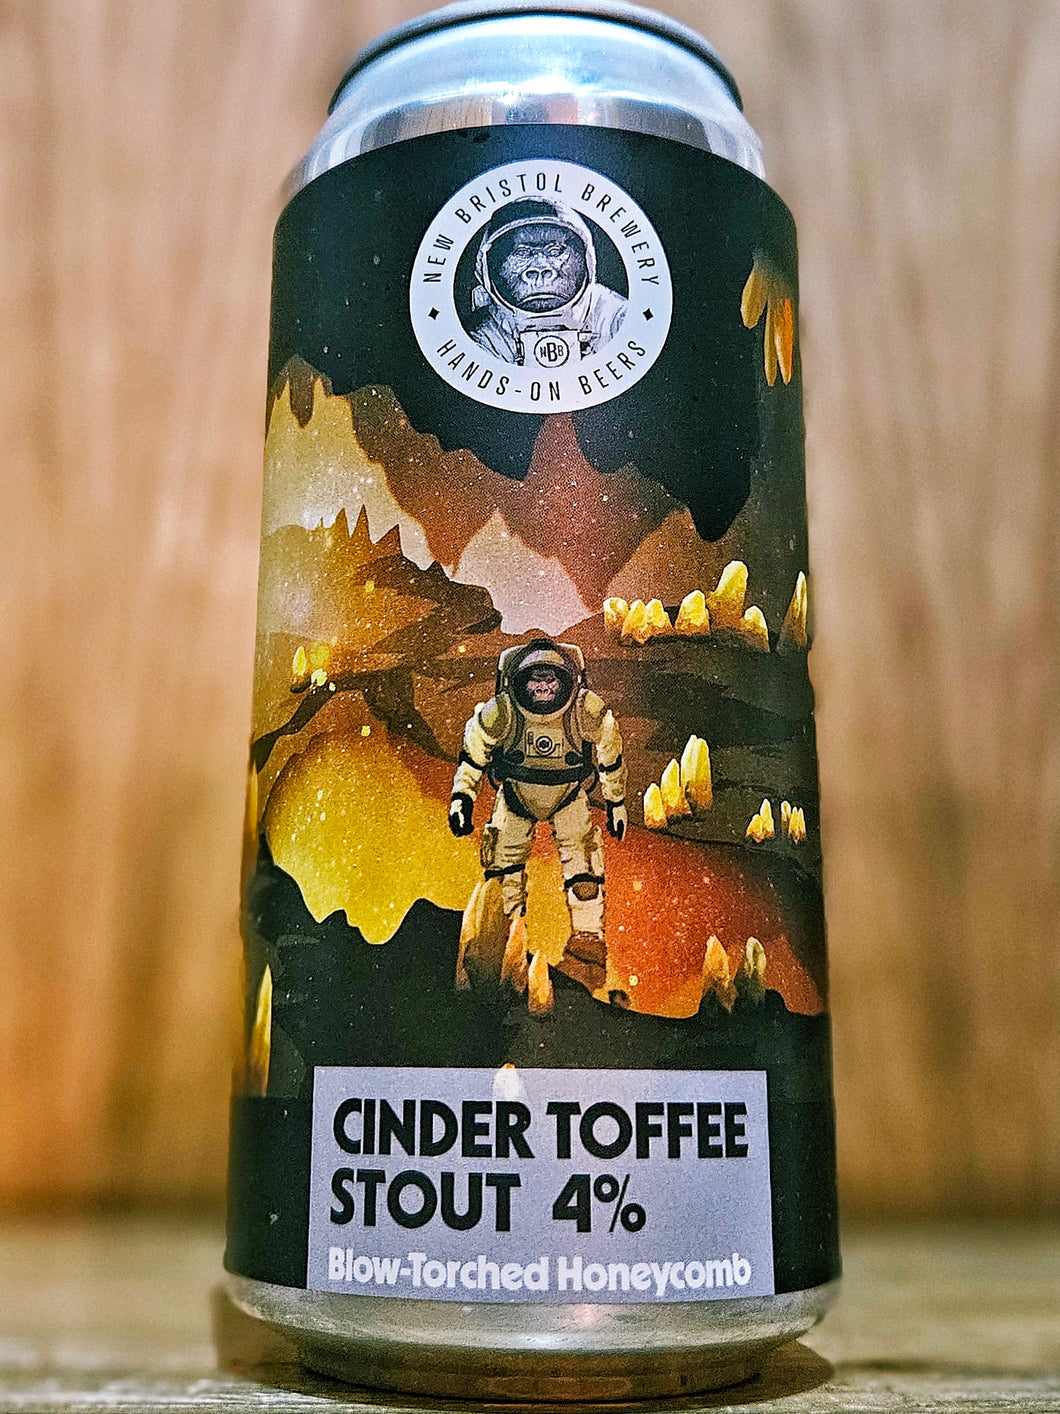 NEW BRISTOL BREWERY
NBB
HANDS-ON BEERS
CINDER TOFFEE
STOUT 4%
Blow-Torched Honeycomb